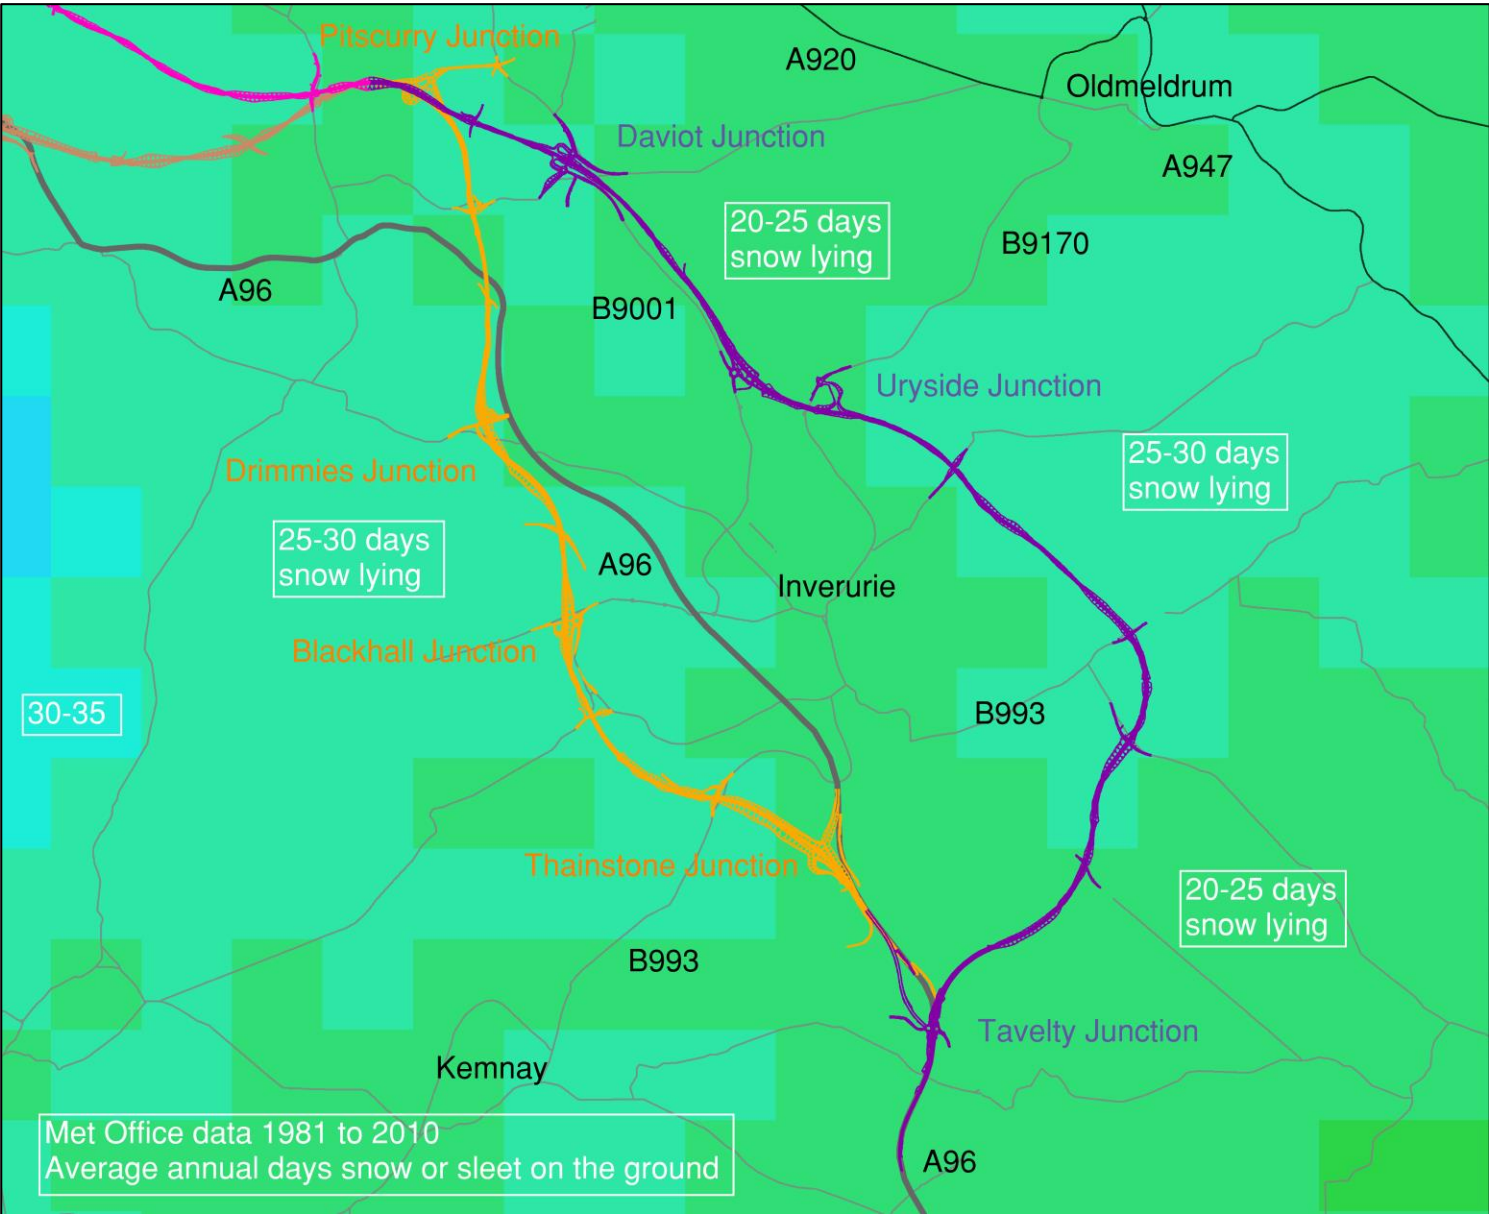 Pitscurry Junction
A920
Oldmeldrum
Daviot Junction
A947
20-25 days
snow lying
B9170
A96
B9001
Uryside Junction
Drimmies Junction
25-30 days
snow lying
25-30 days
snow lying
A96
Inverurie
Blackhall Junction
30-35
B993
Thainstone Junction
20-25 days
snow lying
B993
Tavelty Junction
Kemnay
Met Office data 1981 to 2010
Average annual days snow or sleet on the ground
A96